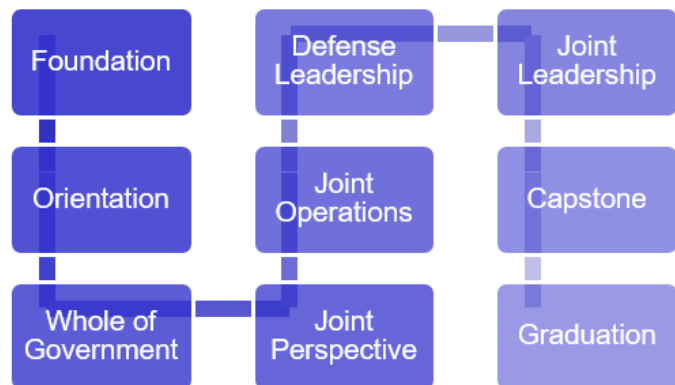 Foundation
Orientation
Whole of
Government
Joint
Perspective
Joint
Operations
Defense
Leadership
Joint
Leadership
Capstone
Graduation